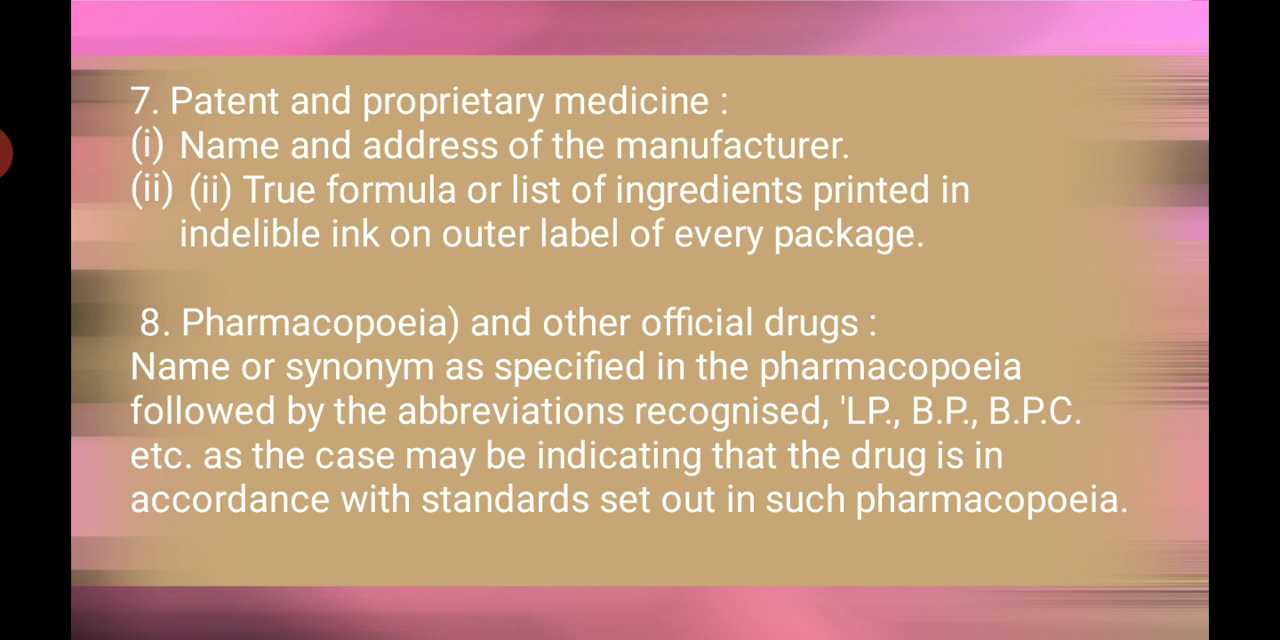 7. Patent and proprietary medicine :
(i) Name and address of the manufacturer.
(ii) (ii) True formula or list of ingredients printed in
indelible ink on outer label of every package.
8. Pharmacopoeia) and other official drugs :
Name or synonym as specified in the pharmacopoeia
followed by the abbreviations recognised, 'LP., B.P., B.P.C.
etc. as the case may be indicating that the drug is in
accordance with standards set out in such pharmacopoeia.